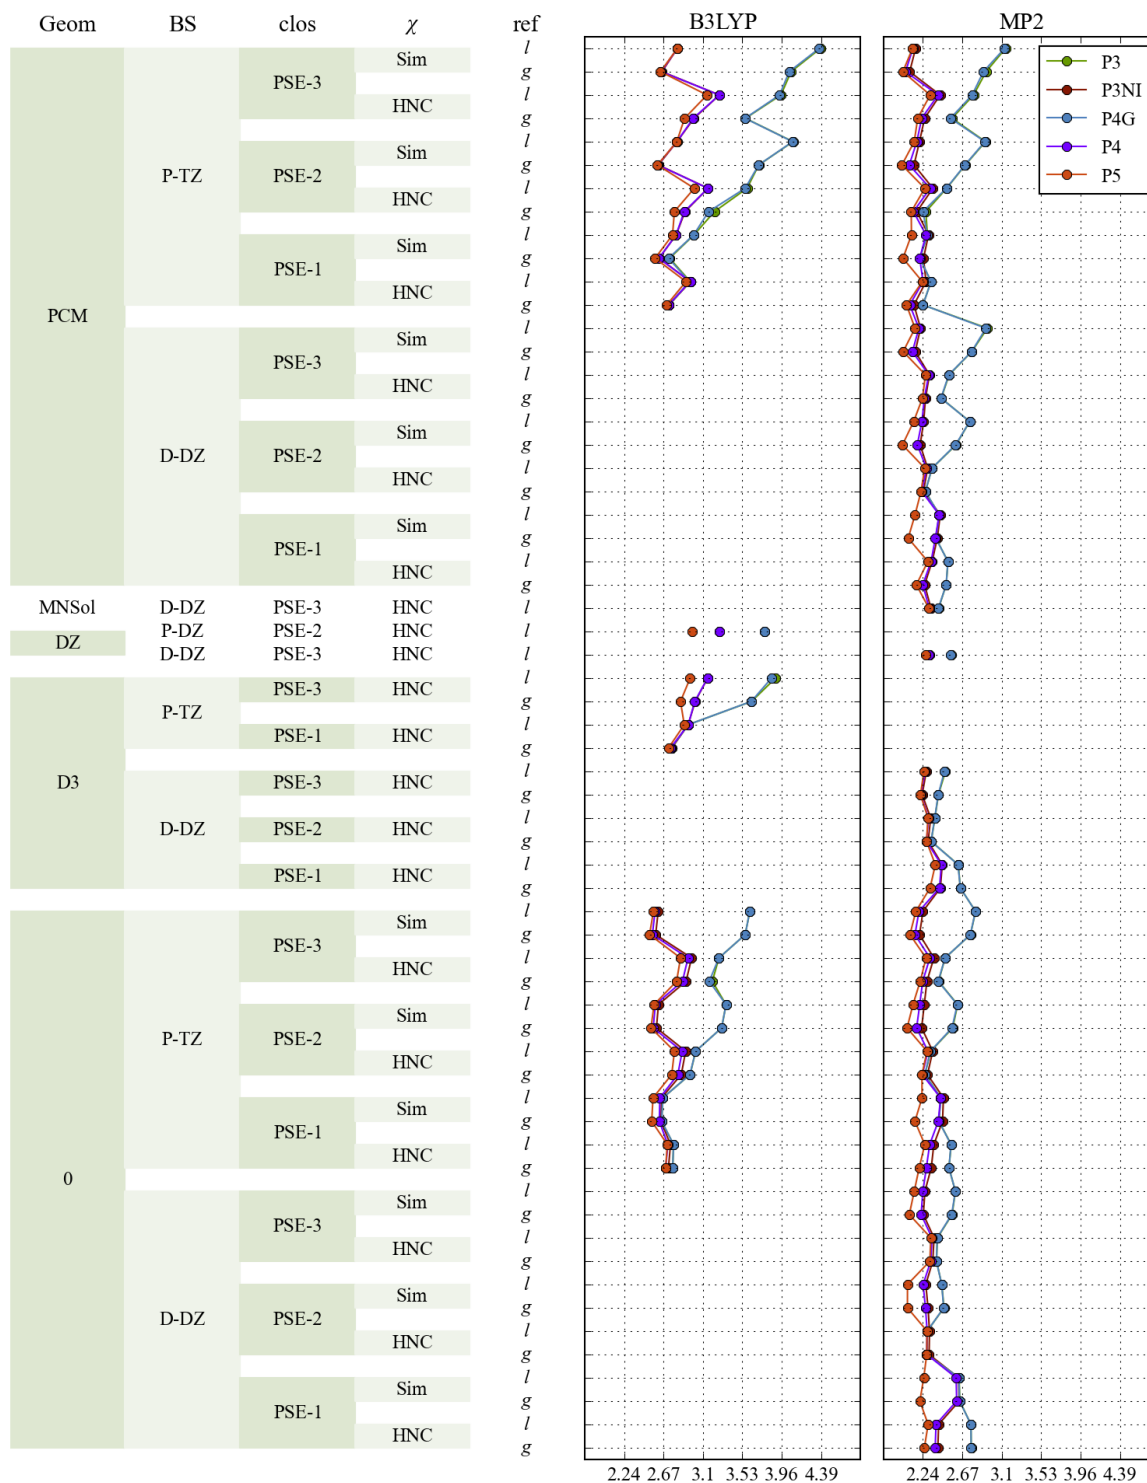 Geom BS clos χ ref B3LYP MP2
Sim l
g
PSE-3
HNC l
g
Sim l
g
P-TZ PSE-2
HNC l
g
Sim l
g
PSE-1
HNC l
g
PCM
Sim l
g
PSE-3
HNC l
g
Sim l
g
D-DZ PSE-2
HNC l
g
Sim l
g
PSE-1
HNC l
g
MNSol D-DZ PSE-3 HNC l
DZ P-DZ PSE-2 HNC l
D-DZ PSE-3 HNC l
PSE-3 HNC l
g
P-TZ
PSE-1 HNC l
g
D3
PSE-3 HNC l
g
D-DZ PSE-2 HNC l
g
PSE-1 HNC l
g
Sim l
g
PSE-3
HNC l
g
Sim l
g
P-TZ PSE-2
HNC l
g
Sim l
g
PSE-1
HNC l
g
0
Sim l
g
PSE-3
HNC l
g
Sim l
g
D-DZ PSE-2
HNC l
g
Sim l
g
PSE-1
HNC l
g
P3
P3NI
P4G
P4
P5
2.24 2.67 3.1 3.53 3.96 4.39
2.24 2.67 3.1 3.53 3.96 4.39